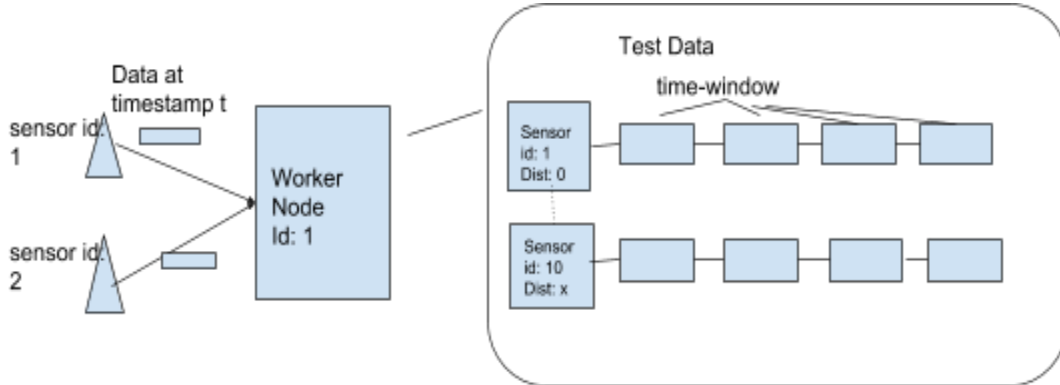 Data at
timestamp t
sensor id:
1
sensor id:
2
Worker
Node
Id: 1
Test Data
time-window
Sensor
id: 1
Dist: 0
Sensor
id: 10
Dist: x